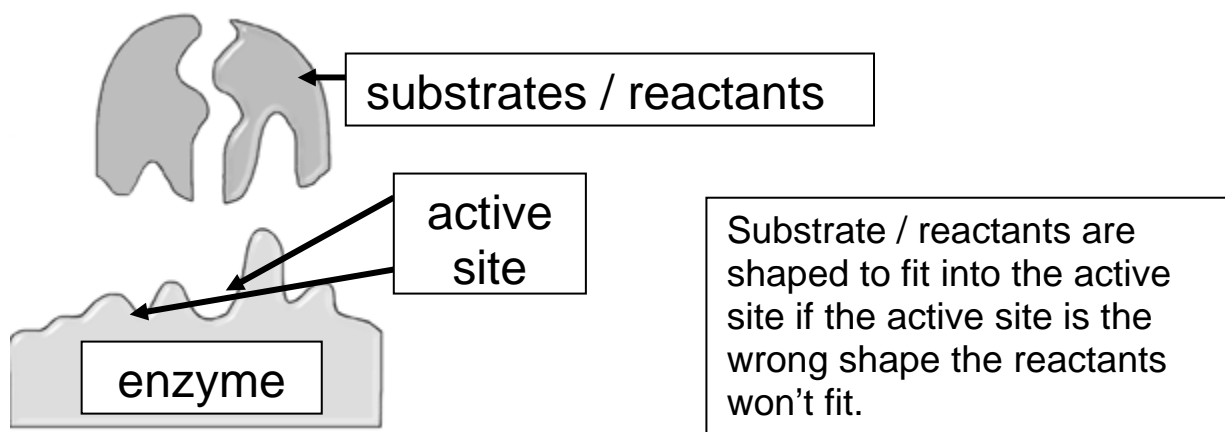 substrates / reactants
active
site
enzyme
Substrate / reactants are
shaped to fit into the active
site if the active site is the
wrong shape the reactants
won’t fit.